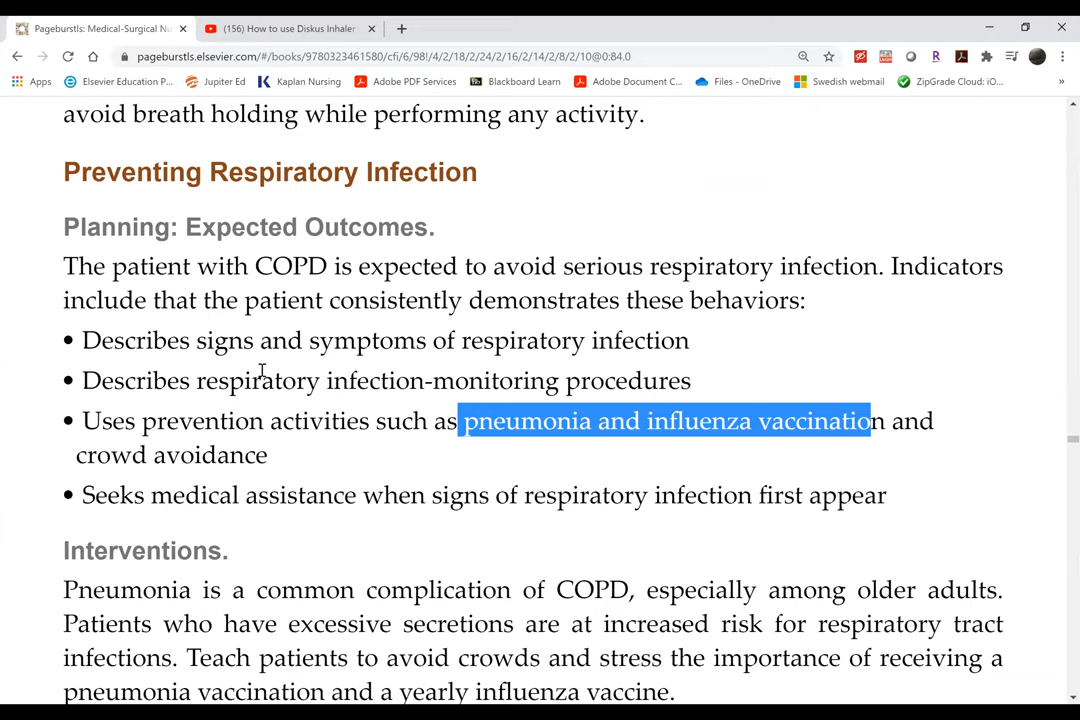 Pageburstls: Medical-Surgical Nu
(156) How to use Diskus Inhaler
pageburstls.elsevier.com/#/books/9780323461580/cfi/6/98!/4/2/18/2/24/2/16/2/14/2/8/2/10@0:84.0
Apps
Elsevier Education P...
Jupiter Ed
Kaplan Nursing
Adobe PDF Services
Blackboard Learn
Adobe Document C...
Files - OneDrive
Swedish webmail
ZipGrade Cloud: iO...
»
avoid breath holding while performing any activity.
Preventing Respiratory Infection
Planning: Expected Outcomes.
The patient with COPD is expected to avoid serious respiratory infection. Indicators
include that the patient consistently demonstrates these behaviors:
• Describes signs and symptoms of respiratory infection
• Describes respiratory infection-monitoring procedures
• Uses prevention activities such as pneumonia and influenza vaccination and
crowd avoidance
• Seeks medical assistance when signs of respiratory infection first appear
Interventions.
Pneumonia is a common complication of COPD, especially among older adults.
Patients who have excessive secretions are at increased risk for respiratory tract
infections. Teach patients to avoid crowds and stress the importance of receiving a
pneumonia vaccination and a yearly influenza vaccine.